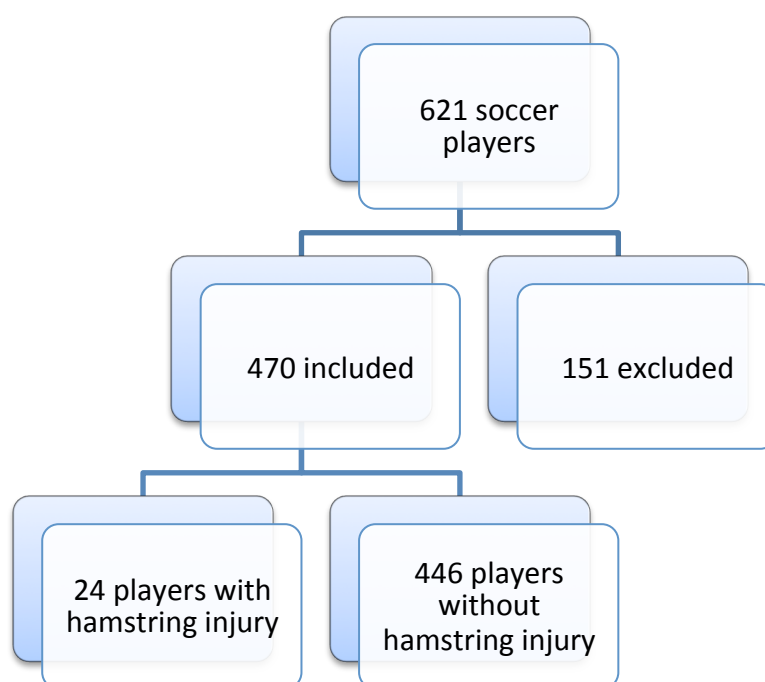 621 soccer
players
470 included
151 excluded
24 players with
hamstring injury
446 players
without
hamstring injury